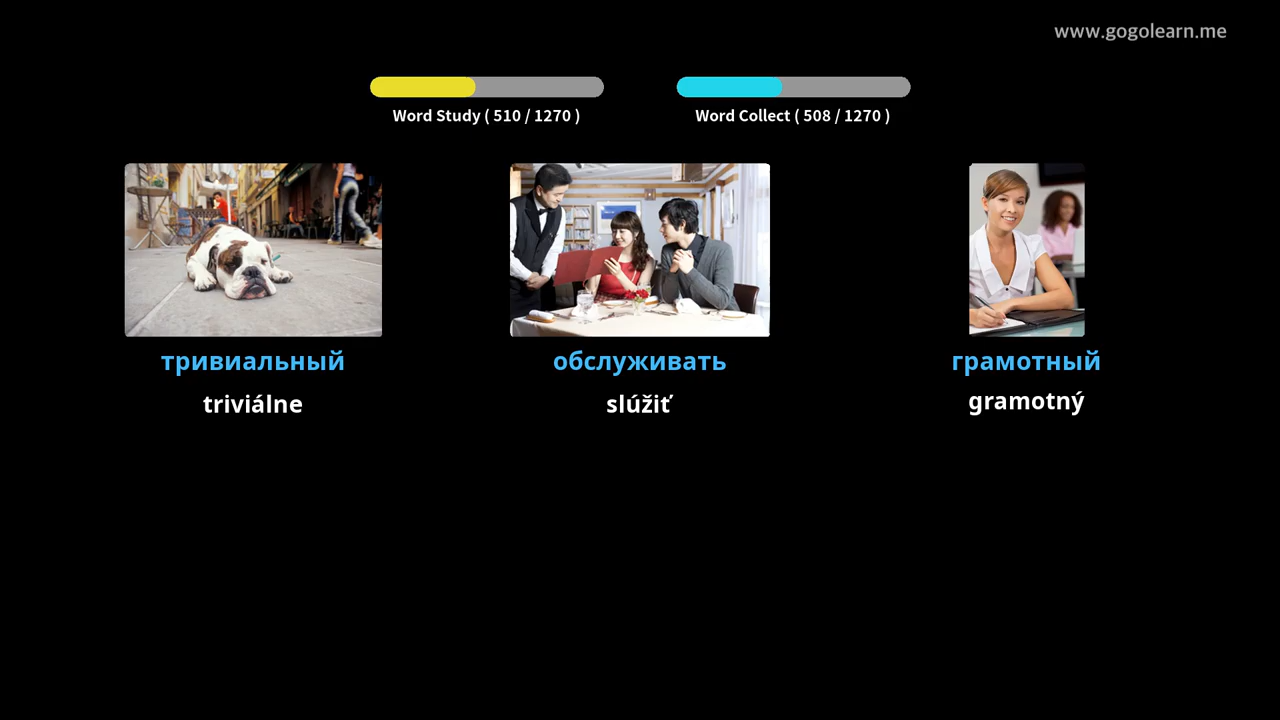 www.gogolearn.me
Word Study ( 510 / 1270 )
Word Collect ( 508 / 1270 )
тривиальный
обслуживать
грамотный
triviálne
slúžiť
gramotný